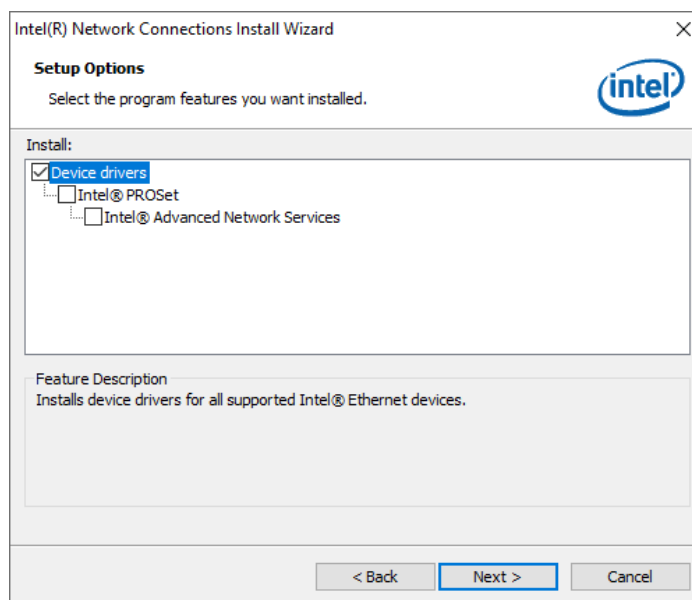 Intel(R) Network Connections Install Wizard
Setup Options
Select the program features you want installed.
intel
Install:
Device drivers
Intel® PROSet
Intel® Advanced Network Services
Feature Description
Installs device drivers for all supported Intel® Ethernet devices.
< Back Next > Cancel